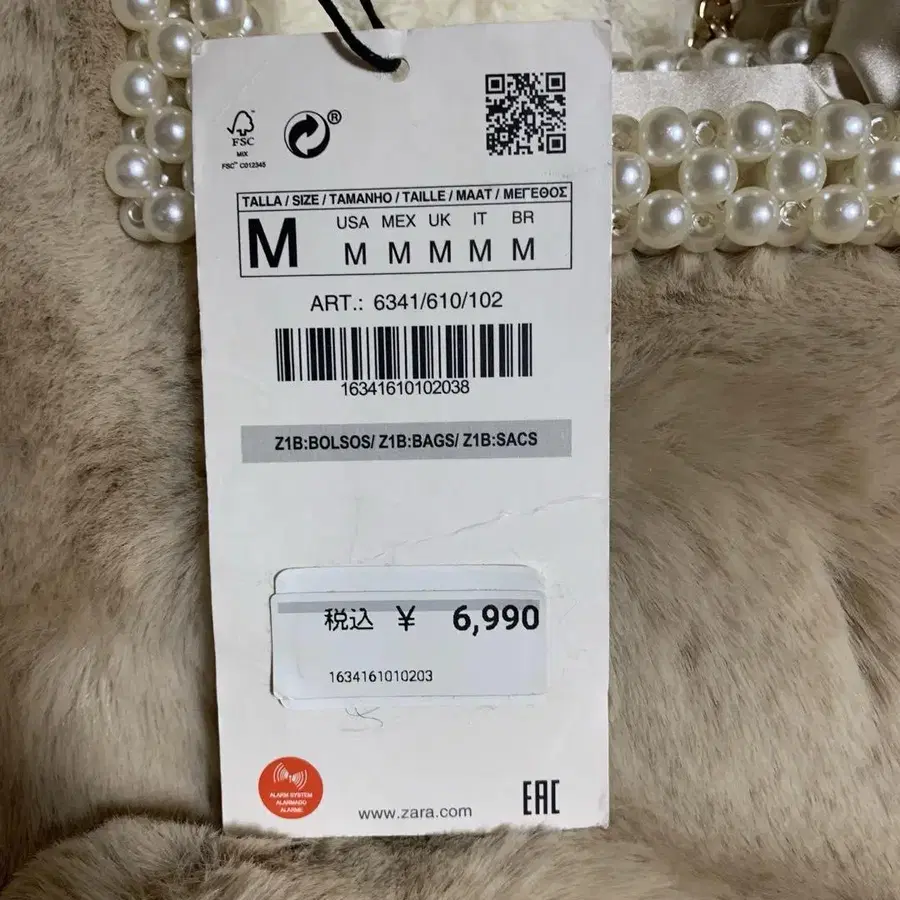 FSC
MIX
FSC™ C012345
®
TALLA / SIZE / TAMANHO / TAILLE / MAAT / ΜΕΓΕΘΟΣ
M
USA MEX UK IT BR
M M M M M
ART.: 6341/610/102
16341610102038
Z1B:BOLSOS/ Z1B:BAGS/ Z1B:SACS
税込 ¥ 6,990
1634161010203
ALARM SYSTEM
ALARMADO
ALARME
www.zara.com
EAC